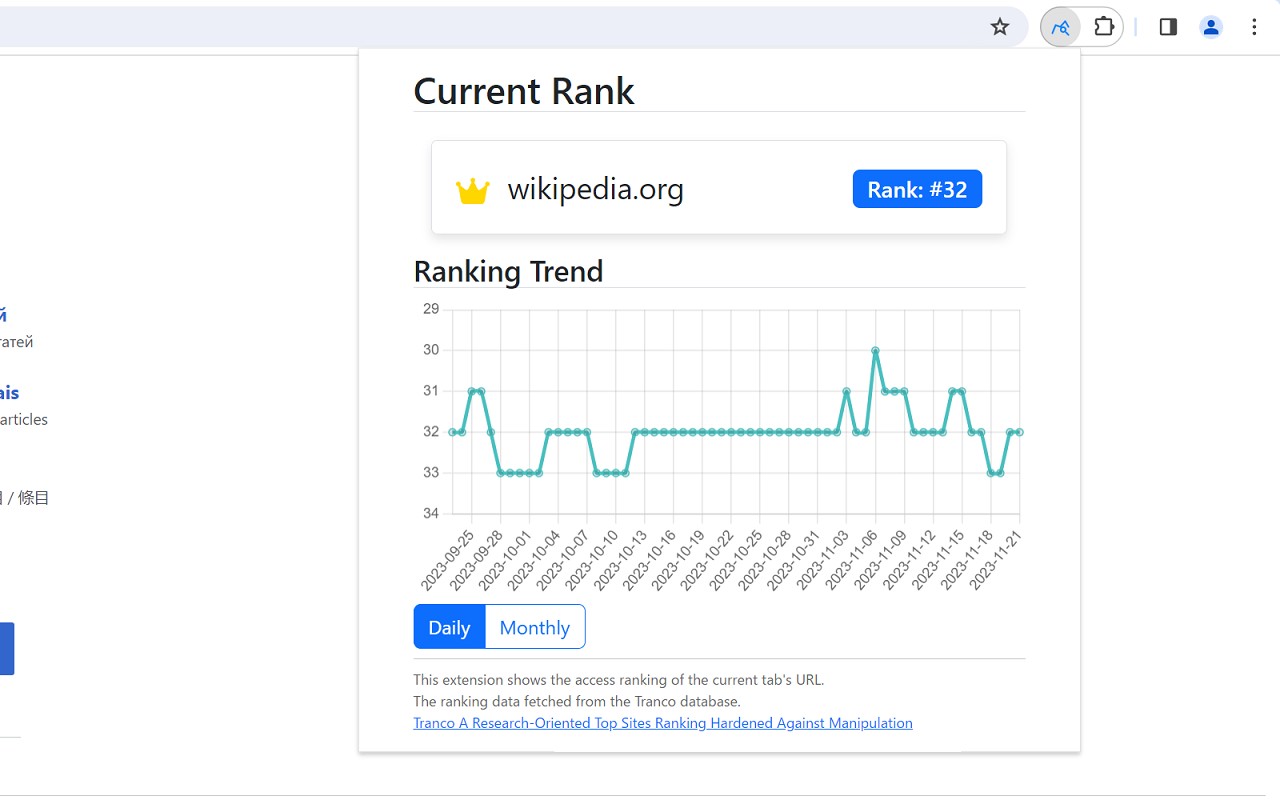 Current Rank
wikipedia.org
Rank: #32
Ranking Trend
29
30
31
32
33
34
2023-09-25
2023-09-28
2023-10-01
2023-10-04
2023-10-07
2023-10-10
2023-10-13
2023-10-16
2023-10-19
2023-10-22
2023-10-25
2023-10-28
2023-10-31
2023-11-03
2023-11-06
2023-11-09
2023-11-12
2023-11-15
2023-11-18
2023-11-21
Daily
Monthly
This extension shows the access ranking of the current tab's URL.
The ranking data fetched from the Tranco database.
Tranco A Research-Oriented Top Sites Ranking Hardened Against Manipulation
articles
/ 條目